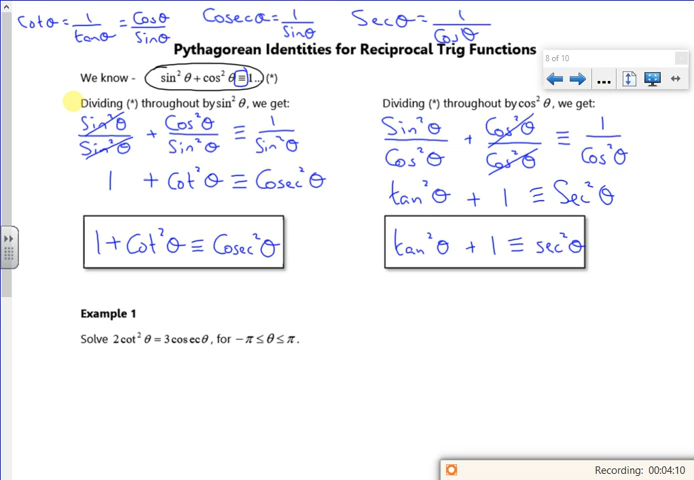 Cotθ = 1/tanθ = Cosθ/Sinθ   Cosecθ = 1/Sinθ   Secθ = 1/Cosθ
Pythagorean Identities for Reciprocal Trig Functions
We know - sin²θ + cos²θ ≡ 1... (*)
8 of 10
Dividing (*) throughout by sin²θ, we get:
Sin²θ/Sin²θ + Cos²θ/Sin²θ ≡ 1/Sin²θ
1 + Cot²θ ≡ Cosec²θ
1 + Cot²θ ≡ Cosec²θ
Dividing (*) throughout by cos²θ, we get:
Sin²θ/Cos²θ + Cos²θ/Cos²θ ≡ 1/Cos²θ
tan²θ + 1 ≡ Sec²θ
tan²θ + 1 ≡ sec²θ
Example 1
Solve 2cot²θ = 3cosecθ, for −π ≤ θ ≤ π.
Recording: 00:04:10